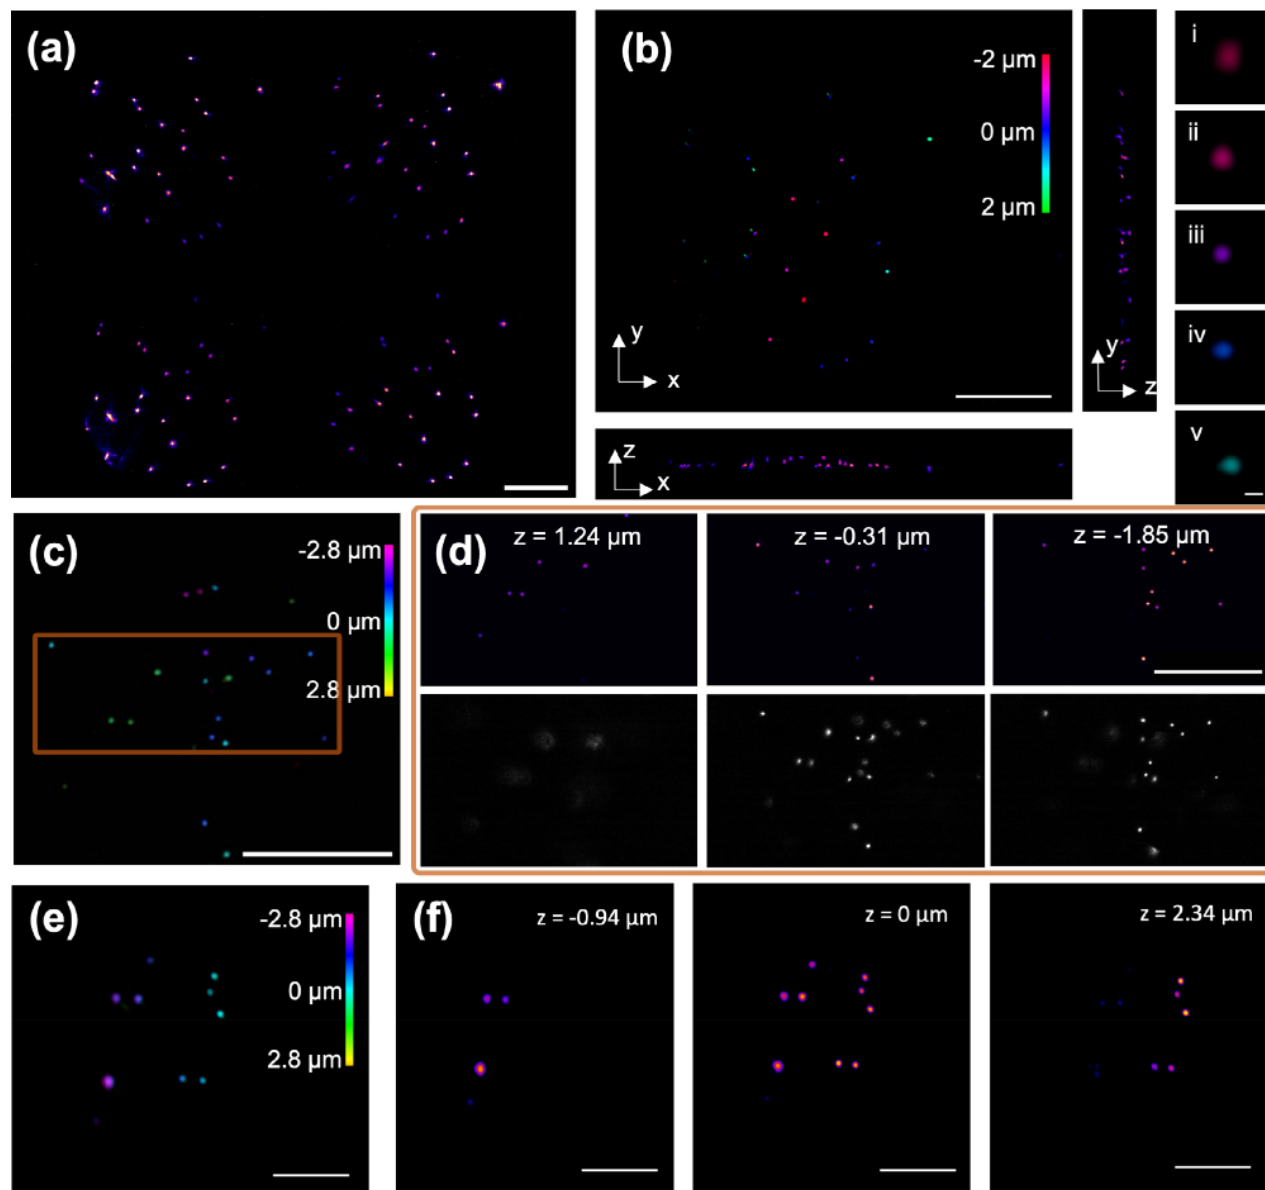 (a)
(b)
-2 µm
0 µm
2 µm
y
x
y
z
z
x
i
ii
iii
iv
v
(c)
-2.8 µm
0 µm
2.8 µm
(d)
z = 1.24 µm
z = -0.31 µm
z = -1.85 µm
(e)
-2.8 µm
0 µm
2.8 µm
(f)
z = -0.94 µm
z = 0 µm
z = 2.34 µm